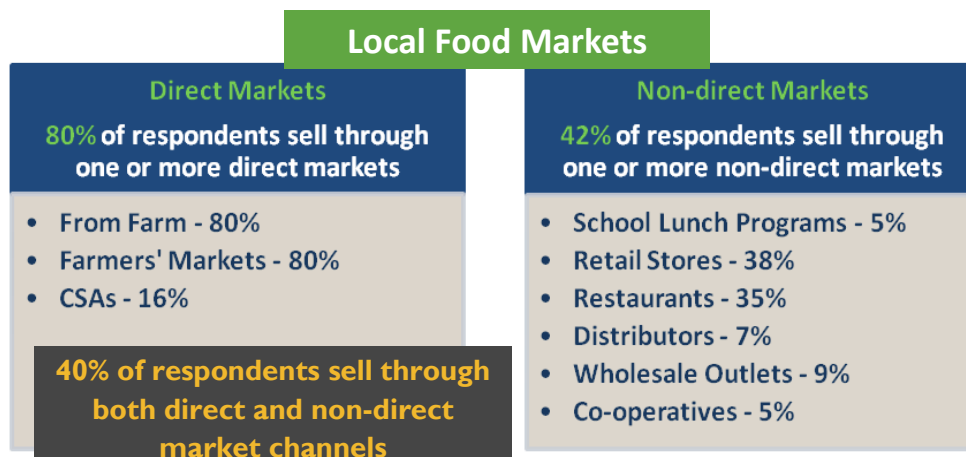 Local Food Markets
Direct Markets
80% of respondents sell through
one or more direct markets
• From Farm - 80%
• Farmers' Markets - 80%
• CSAs - 16%
40% of respondents sell through
both direct and non-direct
market channels
Non-direct Markets
42% of respondents sell through
one or more non-direct markets
• School Lunch Programs - 5%
• Retail Stores - 38%
• Restaurants - 35%
• Distributors - 7%
• Wholesale Outlets - 9%
• Co-operatives - 5%